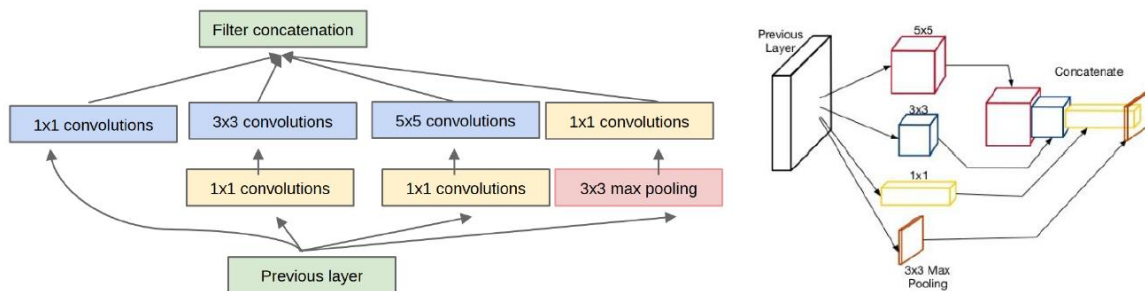 Filter concatenation
1x1 convolutions
3x3 convolutions
5x5 convolutions
1x1 convolutions
1x1 convolutions
1x1 convolutions
3x3 max pooling
Previous layer
Previous
Layer
5x5
Concatenate
3x3
1x1
3x3 Max
Pooling